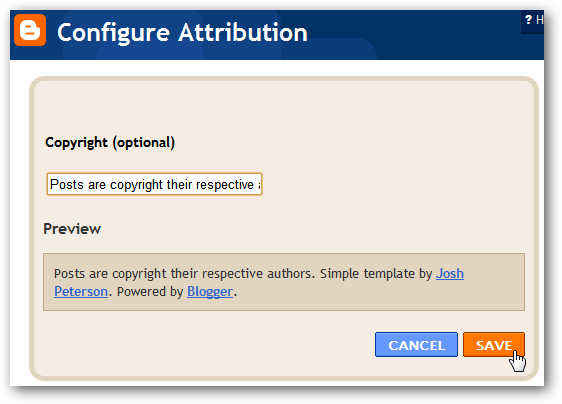 Configure Attribution
? H
Copyright (optional)
Posts are copyright their respective a
Preview
Posts are copyright their respective authors. Simple template by Josh
Peterson. Powered by Blogger.
CANCEL
SAVE